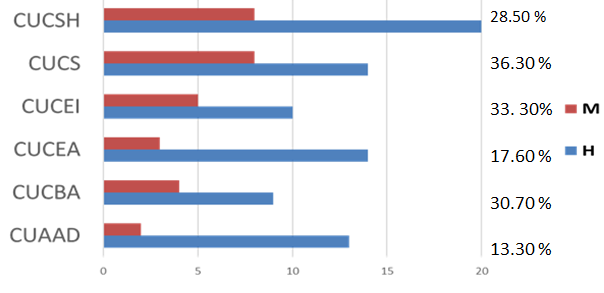 CUCSH 28.50 %
CUCS 36.30 %
CUCEI 33. 30% M
CUCEA 17.60 % H
CUCBA 30.70 %
CUAAD 13.30 %
0 5 10 15 20